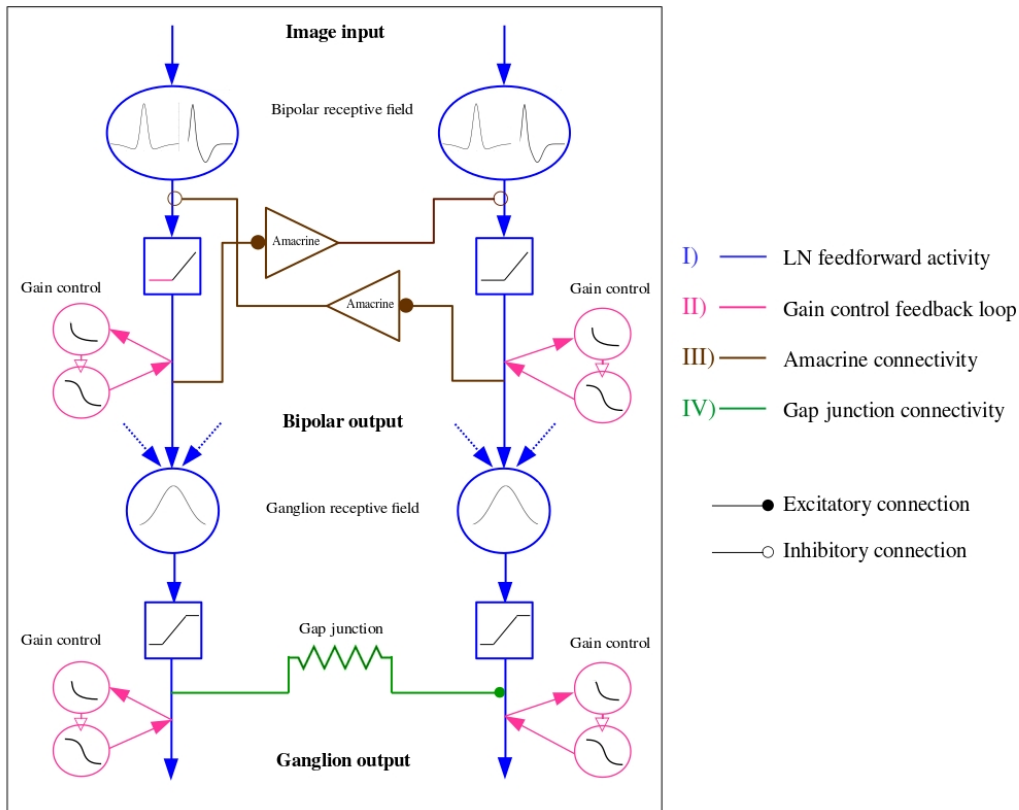 Image input
Bipolar receptive field
Amacrine
Amacrine
Gain control
Gain control
Bipolar output
Ganglion receptive field
Gap junction
Gain control
Gain control
Ganglion output
I) LN feedforward activity
II) Gain control feedback loop
III) Amacrine connectivity
IV) Gap junction connectivity
Excitatory connection
Inhibitory connection